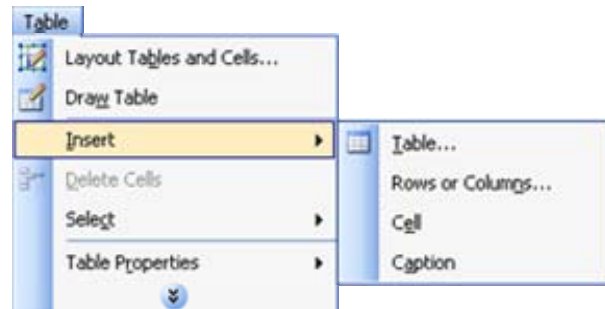 Table
Layout Tables and Cells...
Draw Table
Insert
Delete Cells
Select
Table Properties
Table...
Rows or Columns...
Cell
Caption